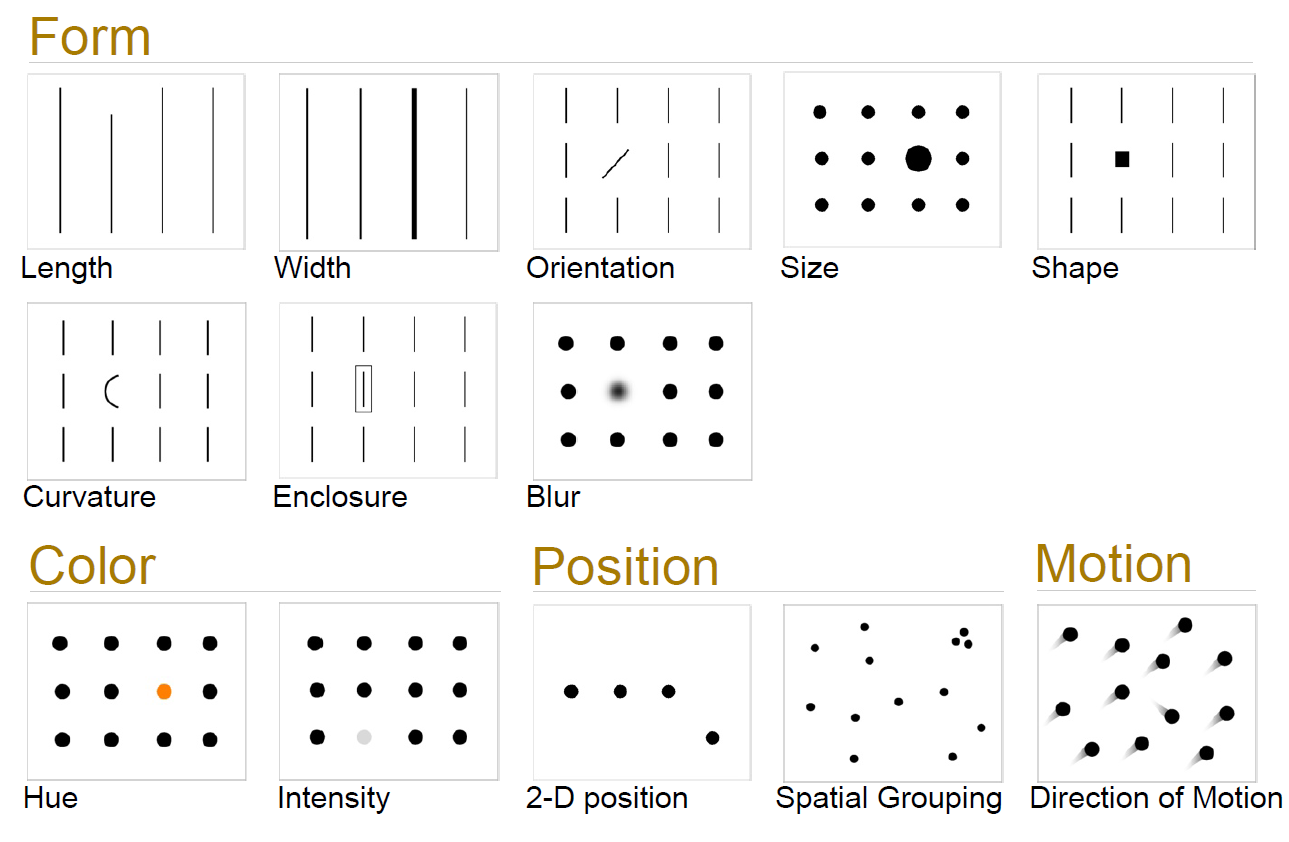 Form
Length
Width
Orientation
Size
Shape
Curvature
Enclosure
Blur
Color
Position
Motion
Hue
Intensity
2-D position
Spatial Grouping
Direction of Motion